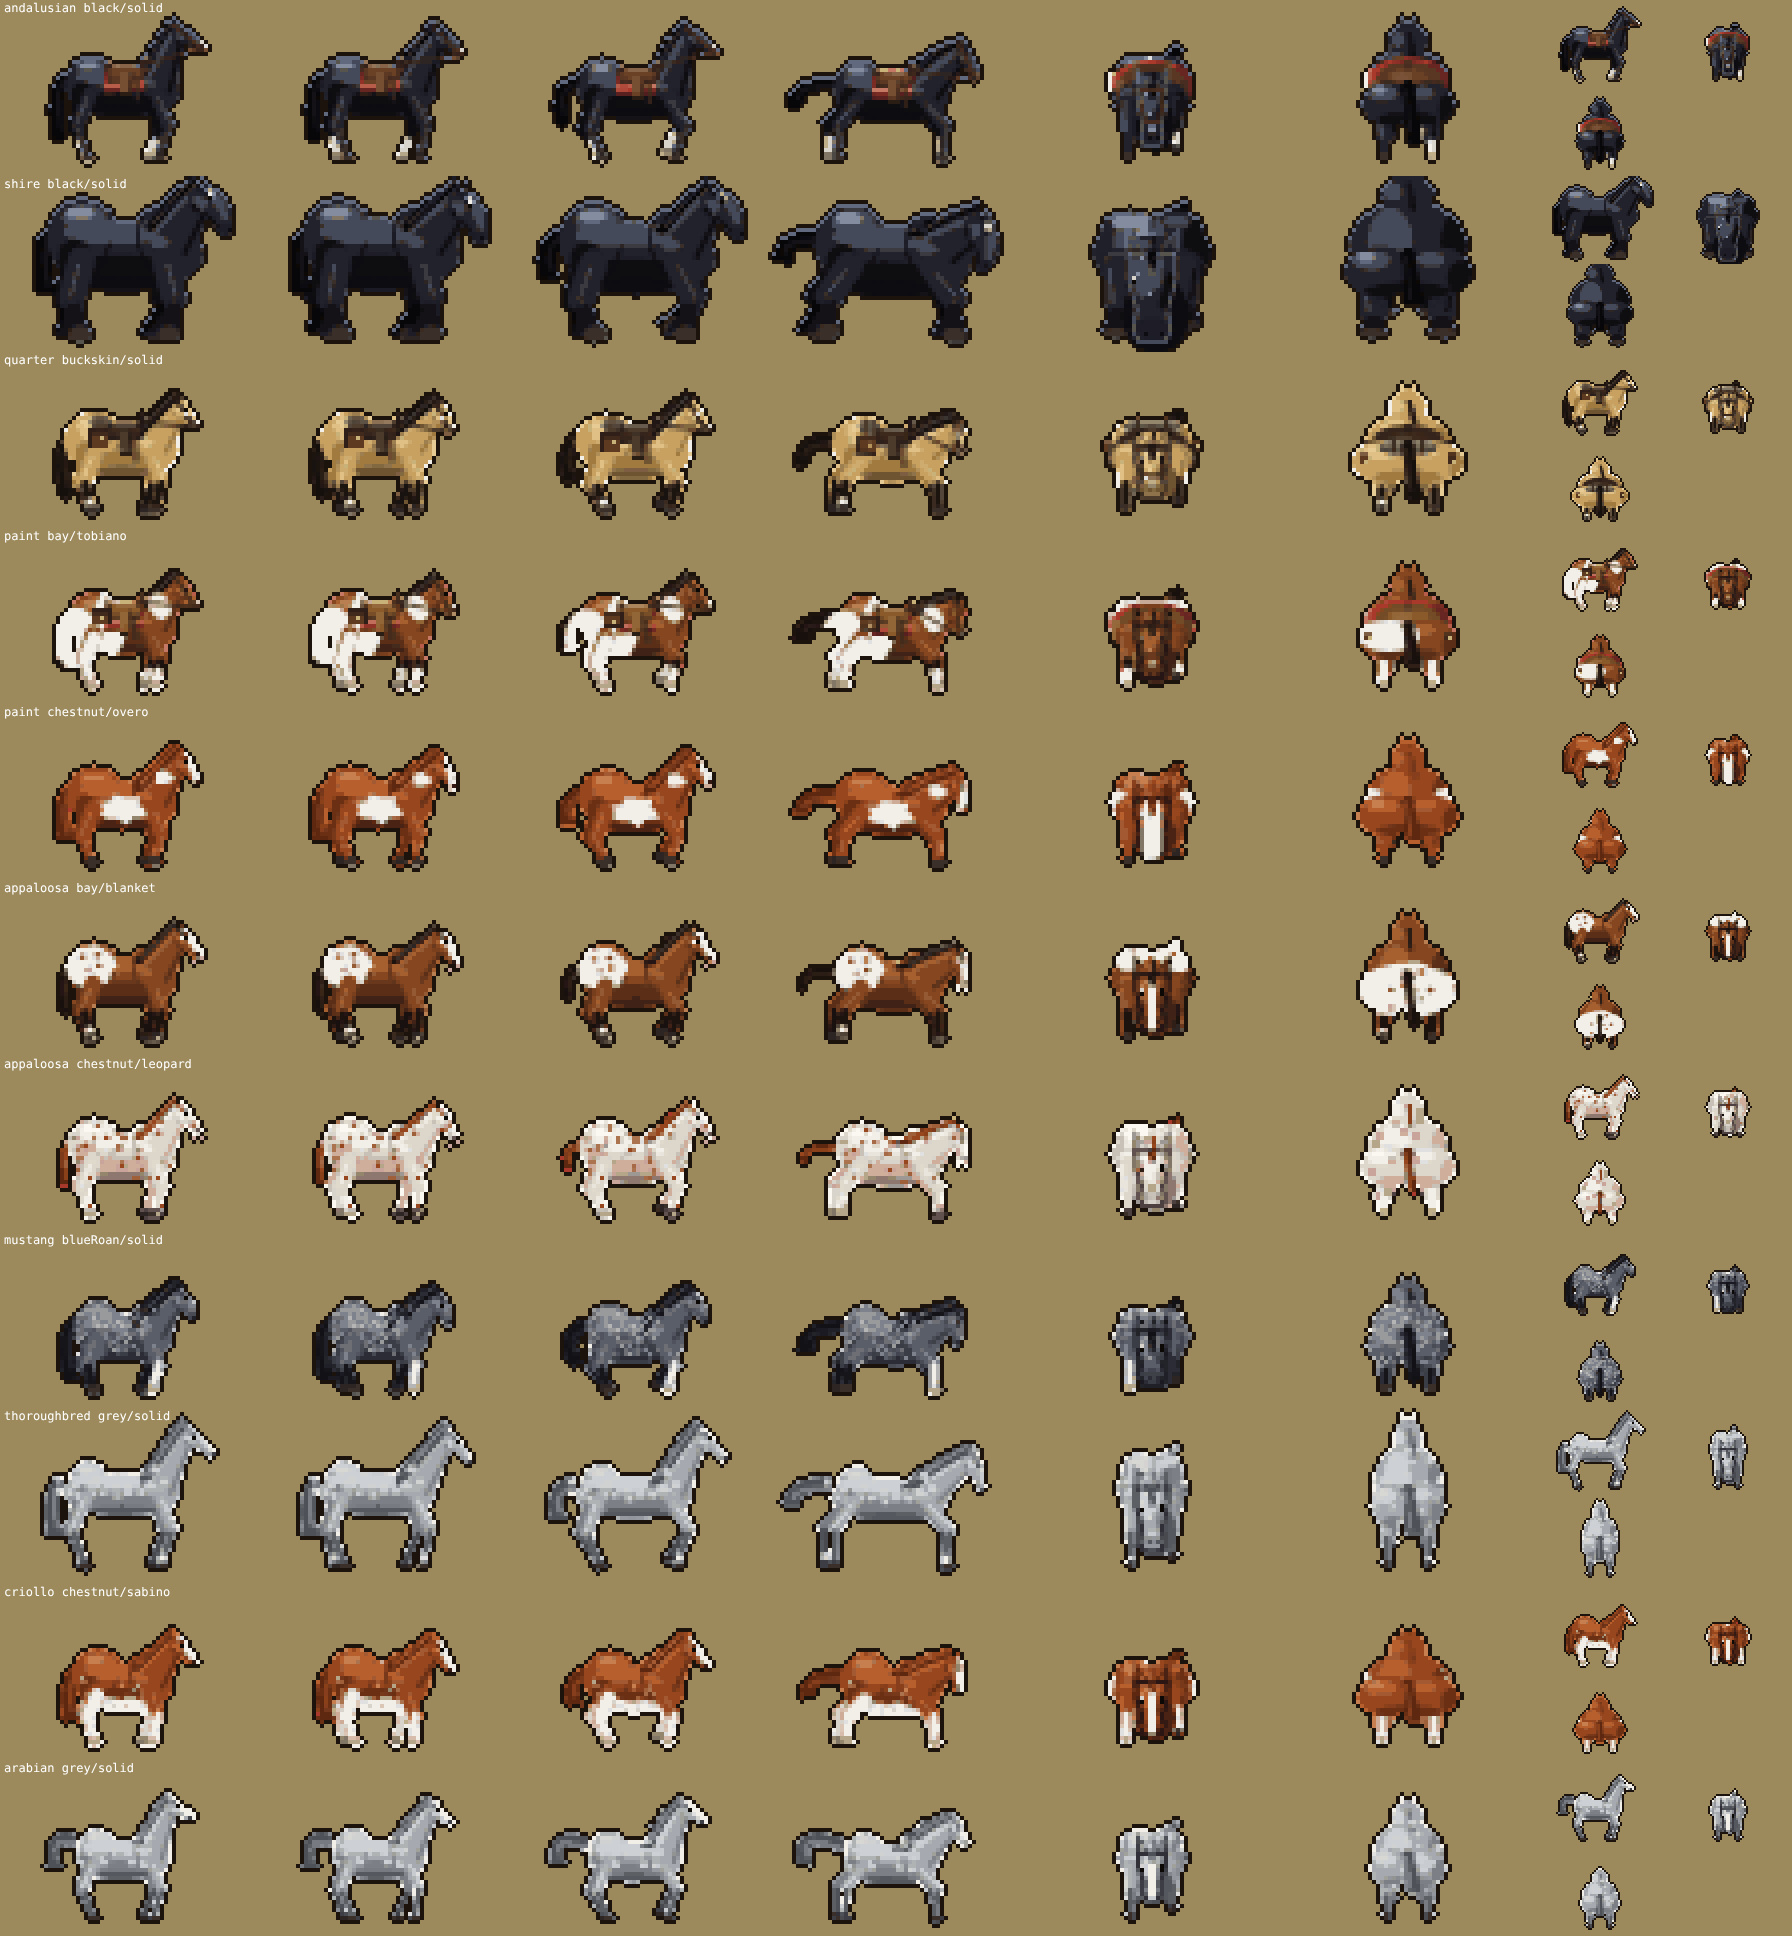 andalusian black/solid
shire black/solid
quarter buckskin/solid
paint bay/tobiano
paint chestnut/overo
appaloosa bay/blanket
appaloosa chestnut/leopard
mustang blueRoan/solid
thoroughbred grey/solid
criollo chestnut/sabino
arabian grey/solid